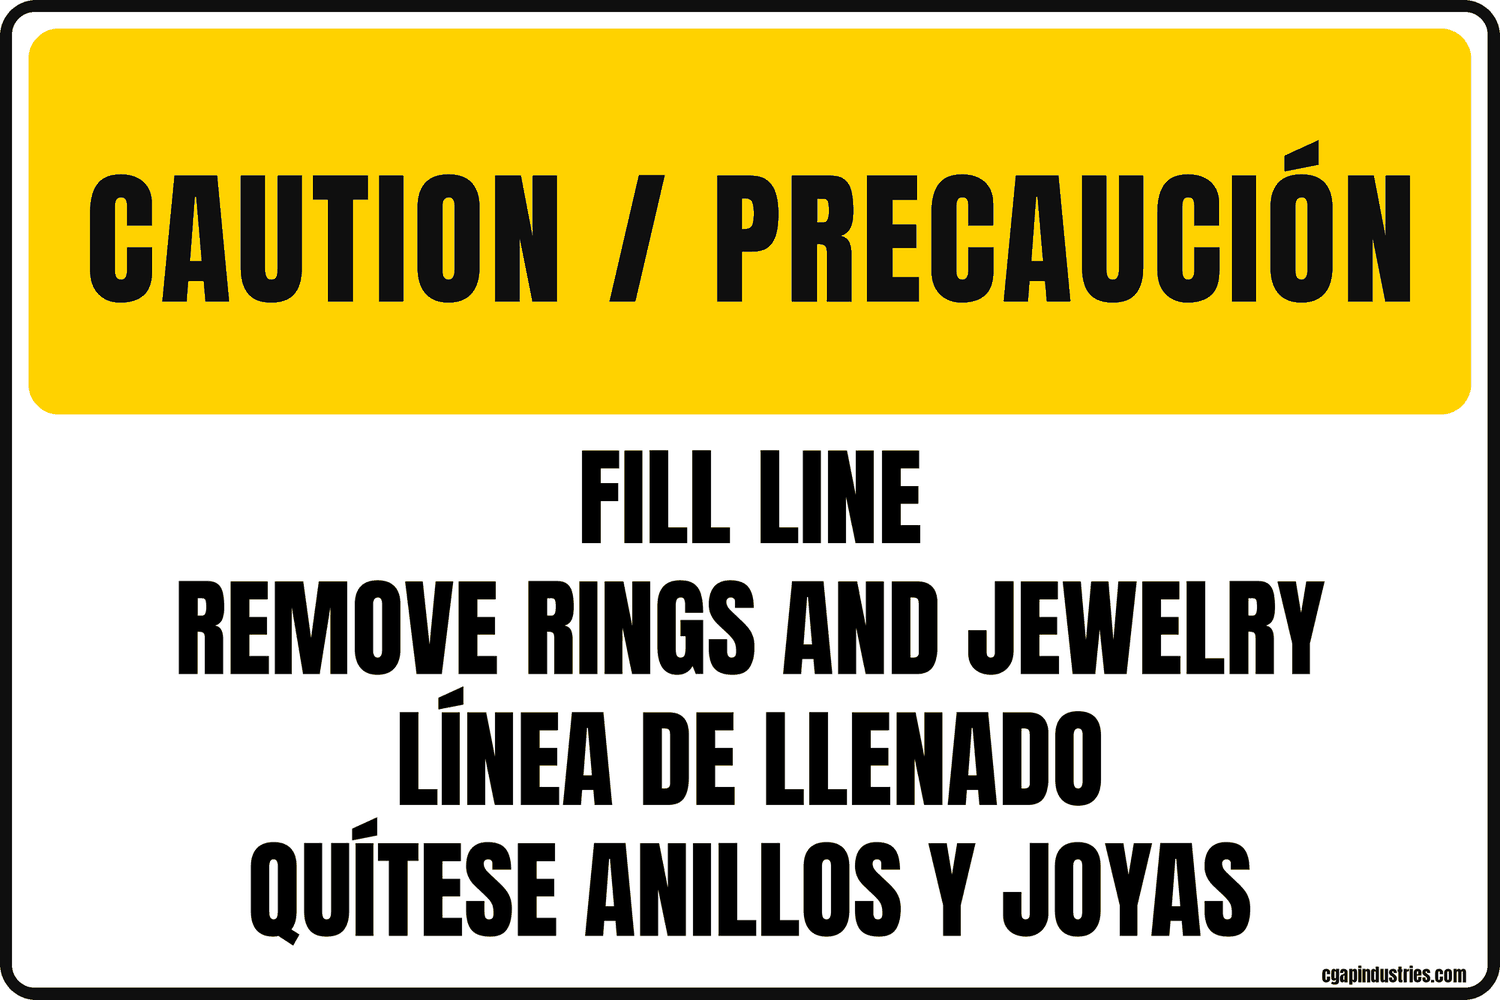 CAUTION / PRECAUCIÓN
FILL LINE
REMOVE RINGS AND JEWELRY
LÍNEA DE LLENADO
QUÍTESE ANILLOS Y JOYAS
cgapindustries.com